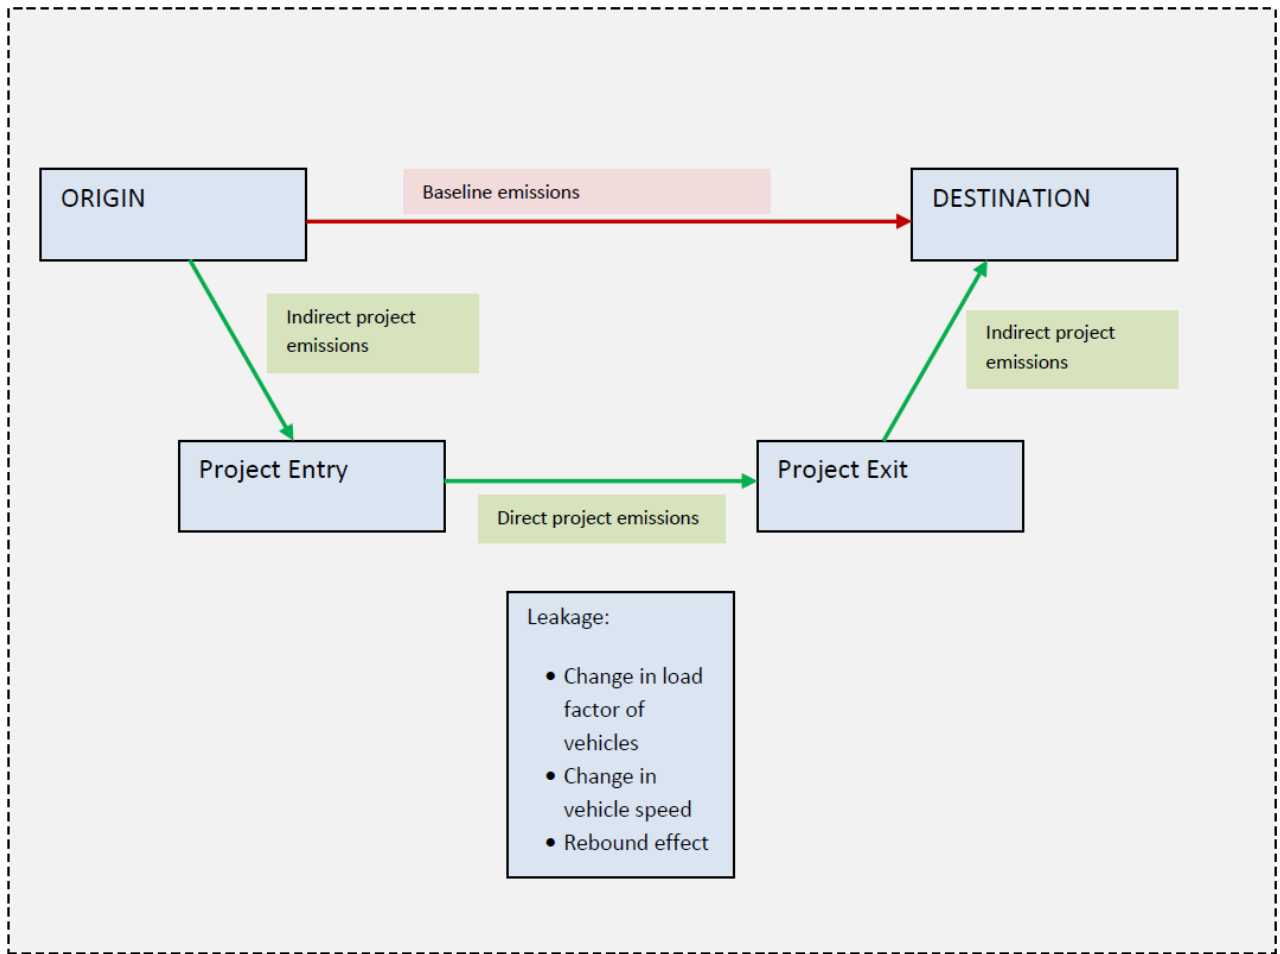 ORIGIN
Baseline emissions
DESTINATION
Indirect project
emissions
Indirect project
emissions
Project Entry
Project Exit
Direct project emissions
Leakage:
• Change in load
factor of
vehicles
• Change in
vehicle speed
• Rebound effect